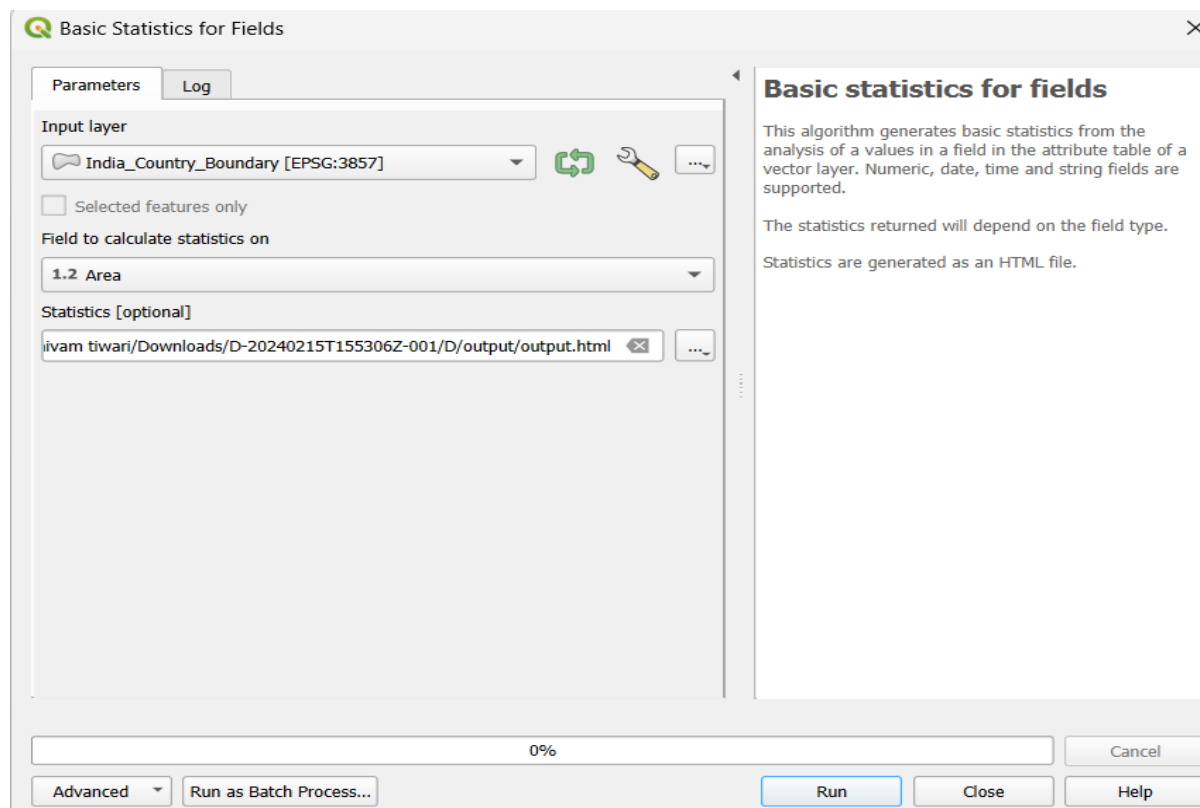 Basic Statistics for Fields
Parameters
Log
Input layer
India_Country_Boundary [EPSG:3857]
...
Selected features only
Field to calculate statistics on
1.2 Area
Statistics [optional]
ivam tiwari/Downloads/D-20240215T155306Z-001/D/output/output.html
...
Basic statistics for fields
This algorithm generates basic statistics from the
analysis of a values in a field in the attribute table of a
vector layer. Numeric, date, time and string fields are
supported.
The statistics returned will depend on the field type.
Statistics are generated as an HTML file.
0%
Cancel
Advanced
Run as Batch Process...
Run
Close
Help